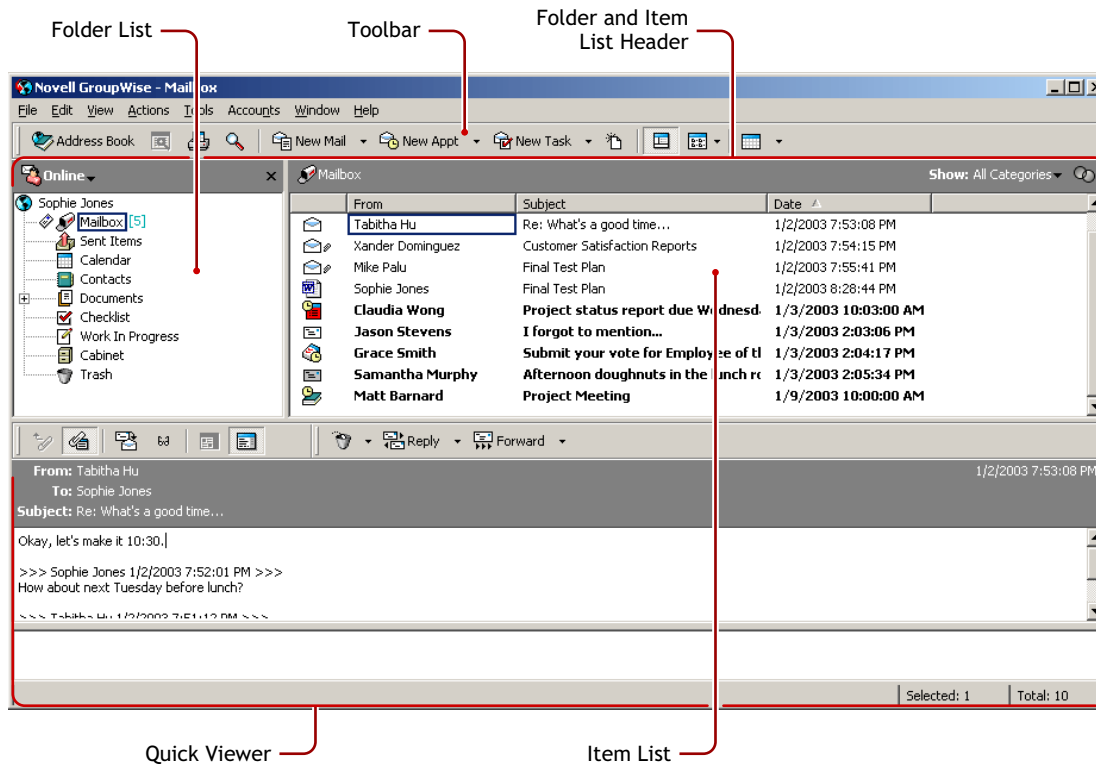 Folder List
Toolbar
Folder and Item
List Header
Novell GroupWise - Mailbox
File Edit View Actions Tools Accounts Window Help
Address Book New Mail New Appt New Task
Online x Mailbox Show: All Categories
From Subject Date
Sophie Jones
Mailbox [5]
Sent Items
Calendar
Contacts
Documents
Checklist
Work In Progress
Cabinet
Trash
Tabitha Hu Re: What's a good time... 1/2/2003 7:53:08 PM
Xander Dominguez Customer Satisfaction Reports 1/2/2003 7:54:15 PM
Mike Palu Final Test Plan 1/2/2003 7:55:41 PM
Sophie Jones Final Test Plan 1/2/2003 8:28:44 PM
Claudia Wong Project status report due Wednesd 1/3/2003 10:03:00 AM
Jason Stevens I forgot to mention... 1/3/2003 2:03:06 PM
Grace Smith Submit your vote for Employee of 1/3/2003 2:04:17 PM
Samantha Murphy Afternoon doughnuts in the lunch 1/3/2003 2:05:34 PM
Matt Barnard Project Meeting 1/9/2003 10:00:00 AM
Reply Forward
From: Tabitha Hu 1/2/2003 7:53:08 PM
To: Sophie Jones
Subject: Re: What's a good time...
Okay, let's make it 10:30.
>>> Sophie Jones 1/2/2003 7:52:01 PM >>>
How about next Tuesday before lunch?
>>> Tabitha Hu 1/2/2003 7:51:12 PM >>>
Selected: 1 Total: 10
Quick Viewer
Item List